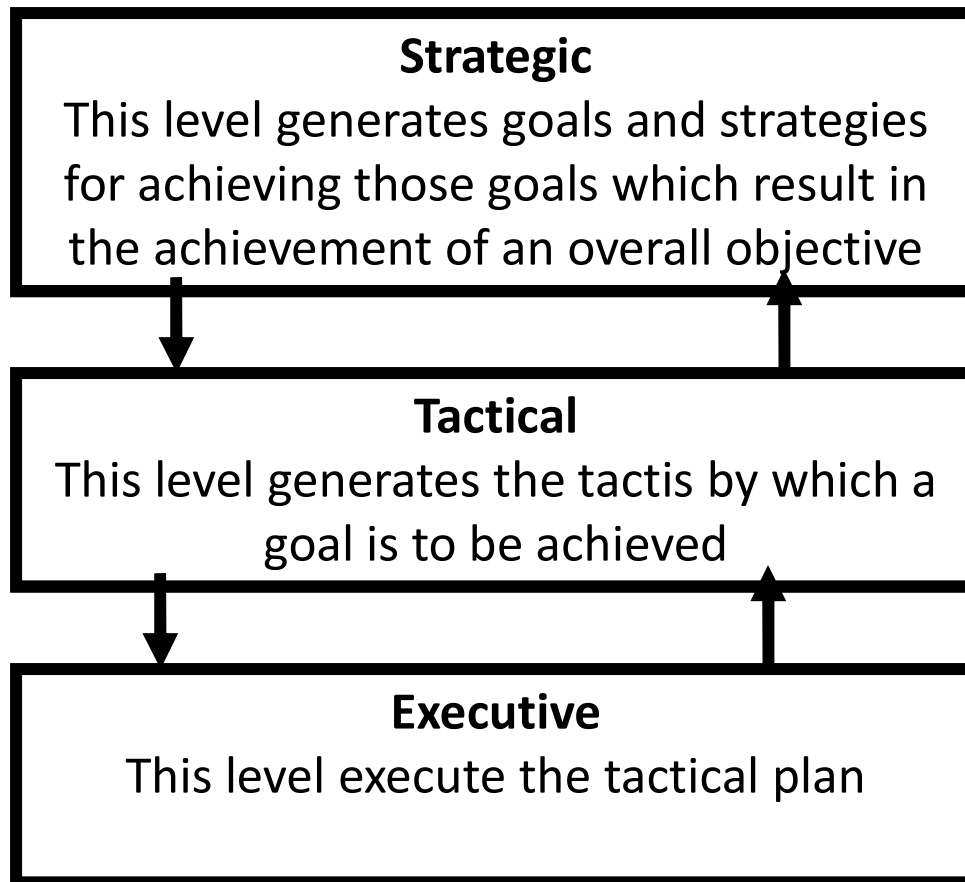 Strategic
This level generates goals and strategies
for achieving those goals which result in
the achievement of an overall objective
Tactical
This level generates the tactis by which a
goal is to be achieved
Executive
This level execute the tactical plan